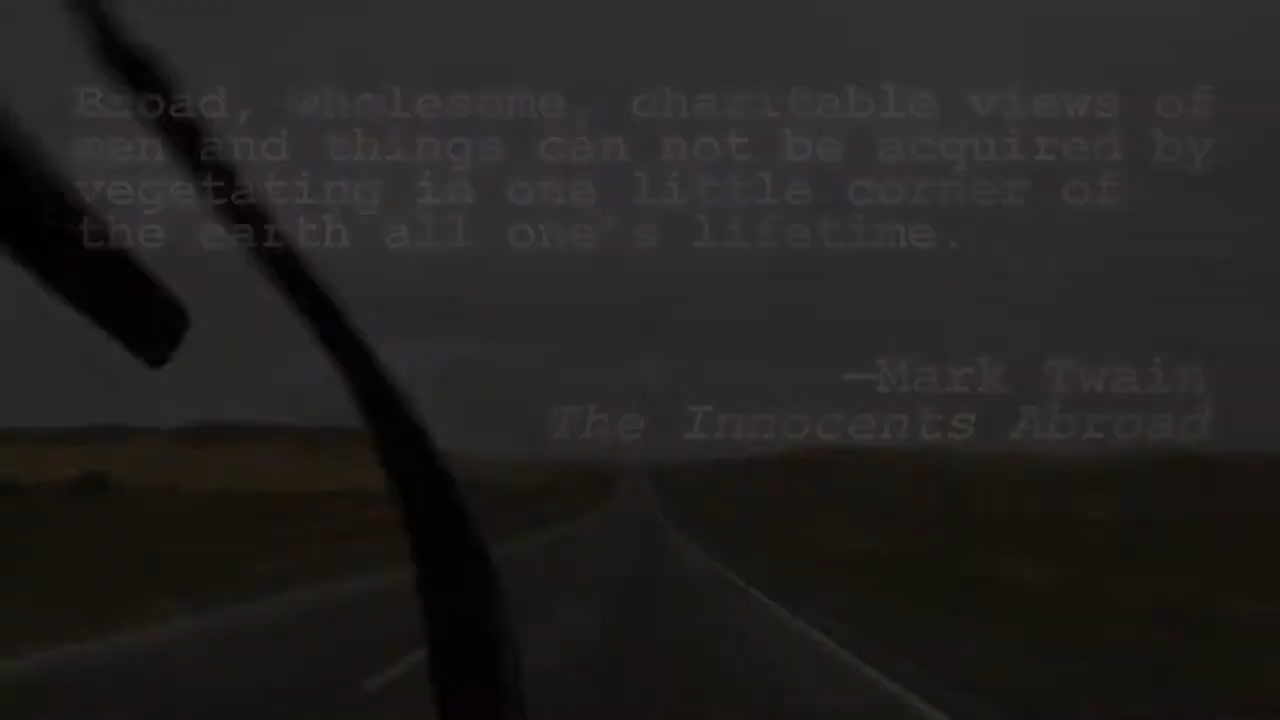 Broad, wholesome, charitable views of
men and things can not be acquired by
vegetating in one little corner of
the earth all one's lifetime.
—Mark Twain
The Innocents Abroad